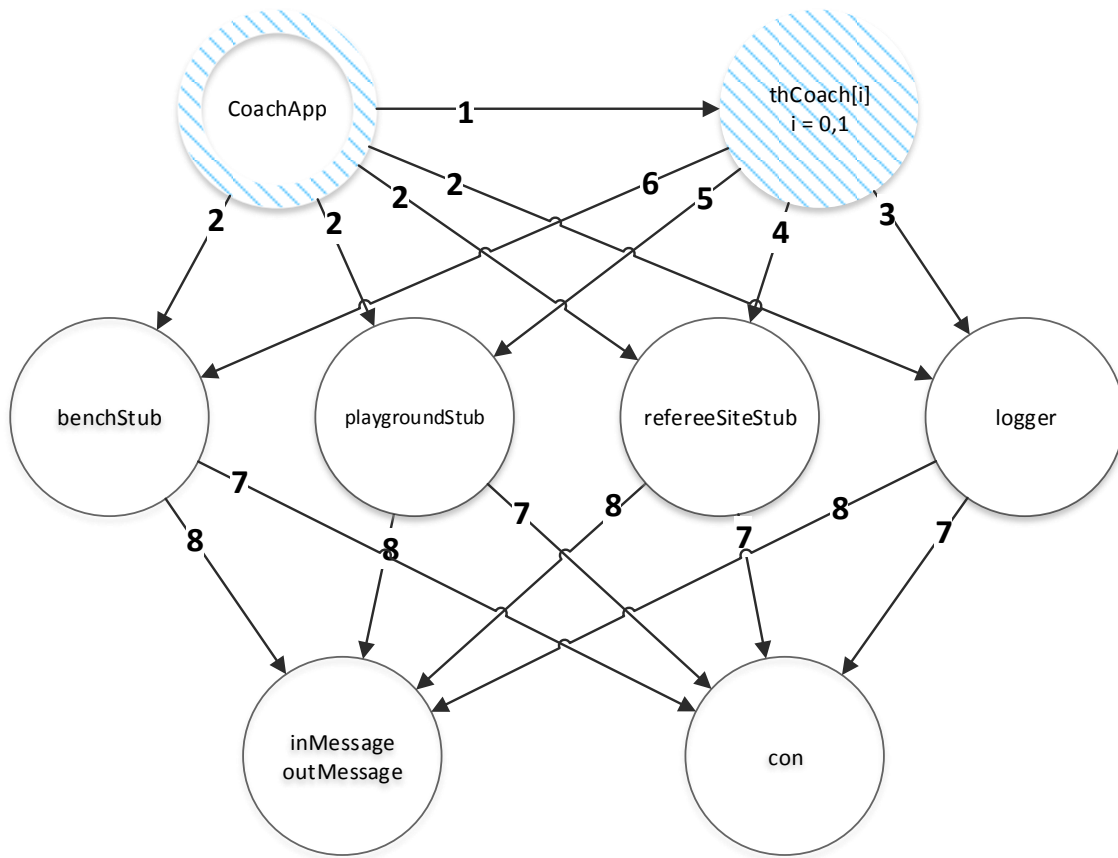 CoachApp
thCoach[i]
i = 0,1
1
2
2
2
2
6
5
4
3
benchStub
playgroundStub
refereeSiteStub
logger
7
8
8
7
8
7
8
7
inMessage
outMessage
con